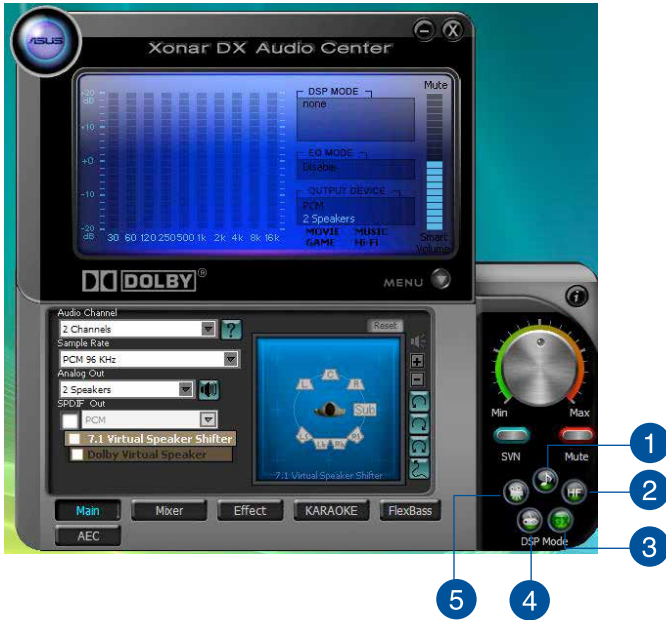 ASUS
Xonar DX Audio Center
+20
dB
+10
+0
-10
-20
dB
30 60 120 250 500 1k 2k 4k 8k 16k
DSP MODE
none
EQ MODE
Disable
OUTPUT DEVICE
PCM
2 Speakers
MOVIE MUSIC
GAME Hi-Fi
Mute
Smart
Volume
DOLBY®
MENU
Audio Channel
2 Channels
?
Sample Rate
PCM 96 KHz
Analog Out
2 Speakers
SPDIF Out
PCM
7.1 Virtual Speaker Shifter
Dolby Virtual Speaker
Reset
L C R
Sub
Ls Lb Rb Rs
7.1 Virtual Speaker Shifter
Main Mixer Effect KARAOKE FlexBass
AEC
i
Min Max
SVN Mute
HF
DSP Mode
1
2
3
4
5